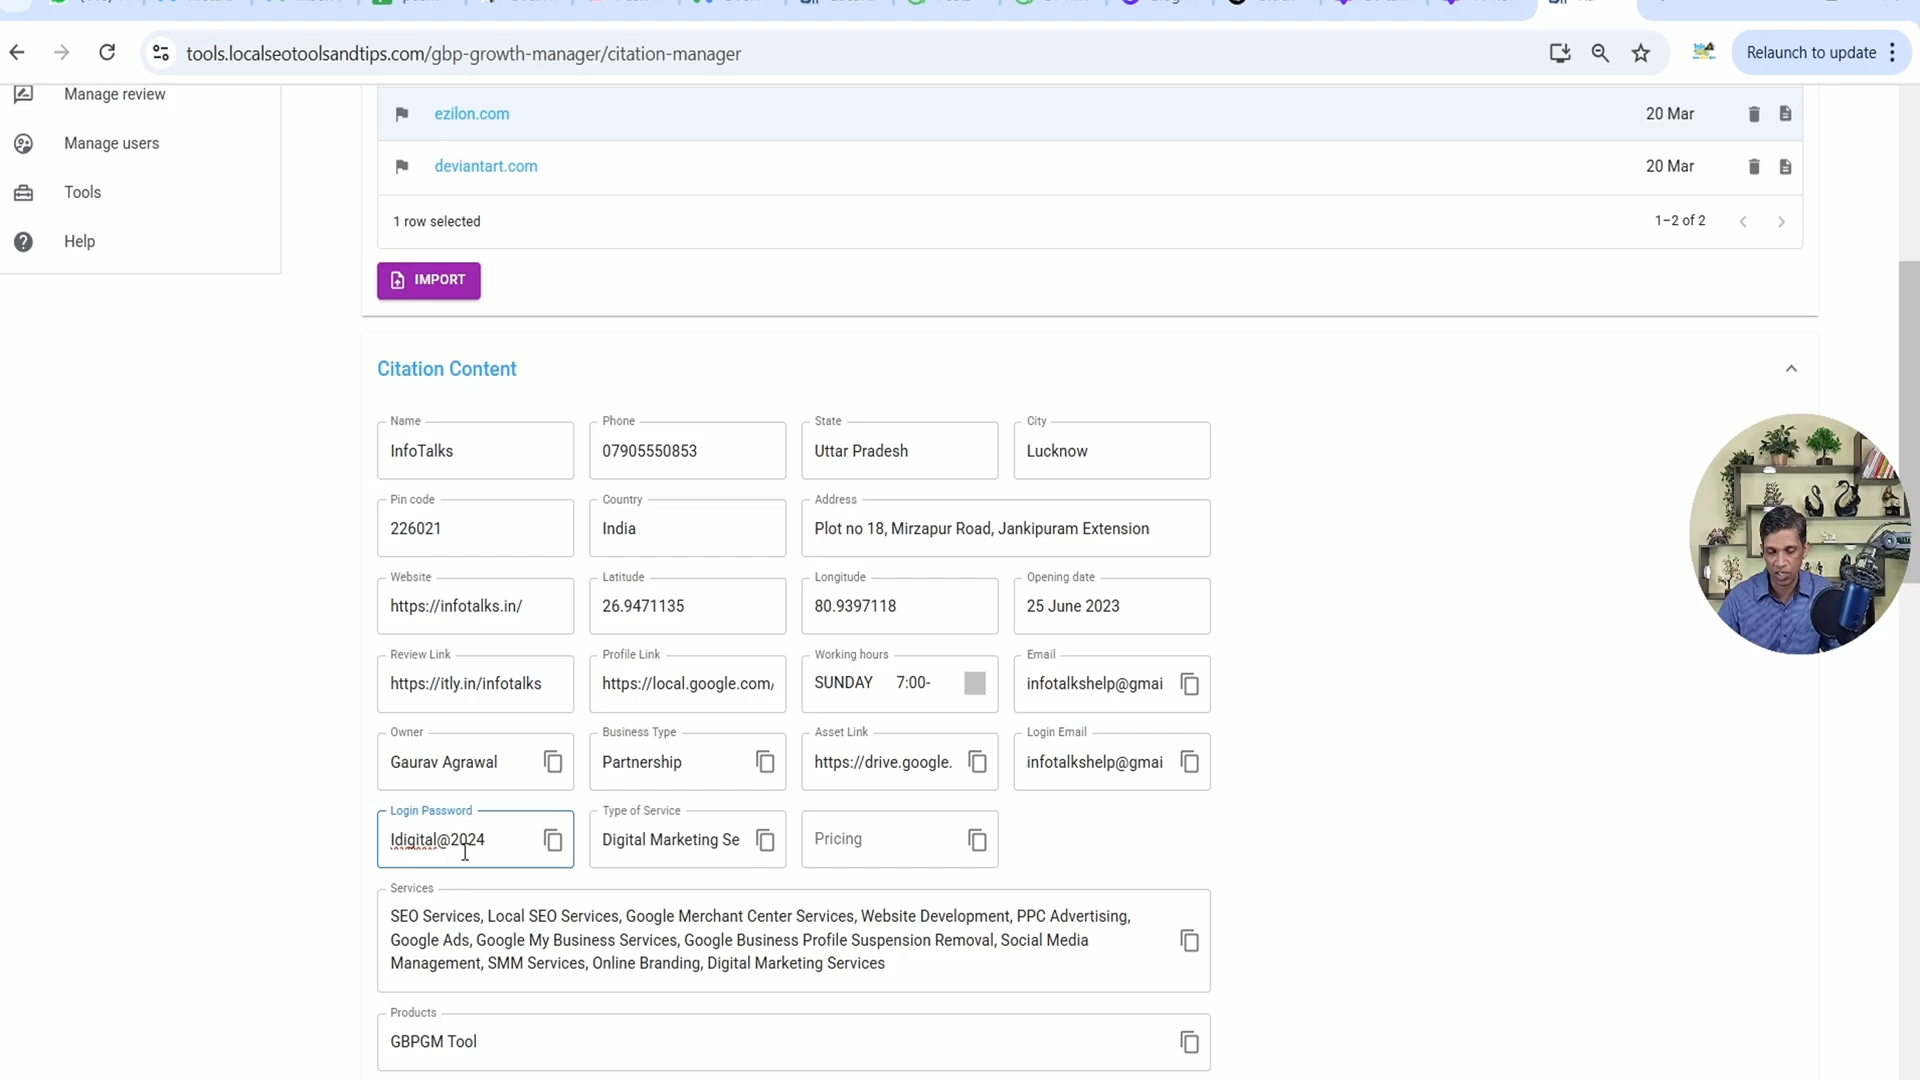 tools.localseotoolsandtips.com/gbp-growth-manager/citation-manager
Relaunch to update
Manage review
Manage users
Tools
Help
ezilon.com 20 Mar
deviantart.com 20 Mar
1 row selected 1–2 of 2
IMPORT
Citation Content
Name Phone State City
InfoTalks 07905550853 Uttar Pradesh Lucknow
Pin code Country Address
226021 India Plot no 18, Mirzapur Road, Jankipuram Extension
Website Latitude Longitude Opening date
https://infotalks.in/ 26.9471135 80.9397118 25 June 2023
Review Link Profile Link Working hours Email
https://itly.in/infotalks https://local.google.com/ SUNDAY 7:00- infotalkshelp@gmai
Owner Business Type Asset Link Login Email
Gaurav Agrawal Partnership https://drive.google. infotalkshelp@gmai
Login Password Type of Service
Idigital@2024 Digital Marketing Se Pricing
Services
SEO Services, Local SEO Services, Google Merchant Center Services, Website Development, PPC Advertising,
Google Ads, Google My Business Services, Google Business Profile Suspension Removal, Social Media
Management, SMM Services, Online Branding, Digital Marketing Services
Products
GBPGM Tool